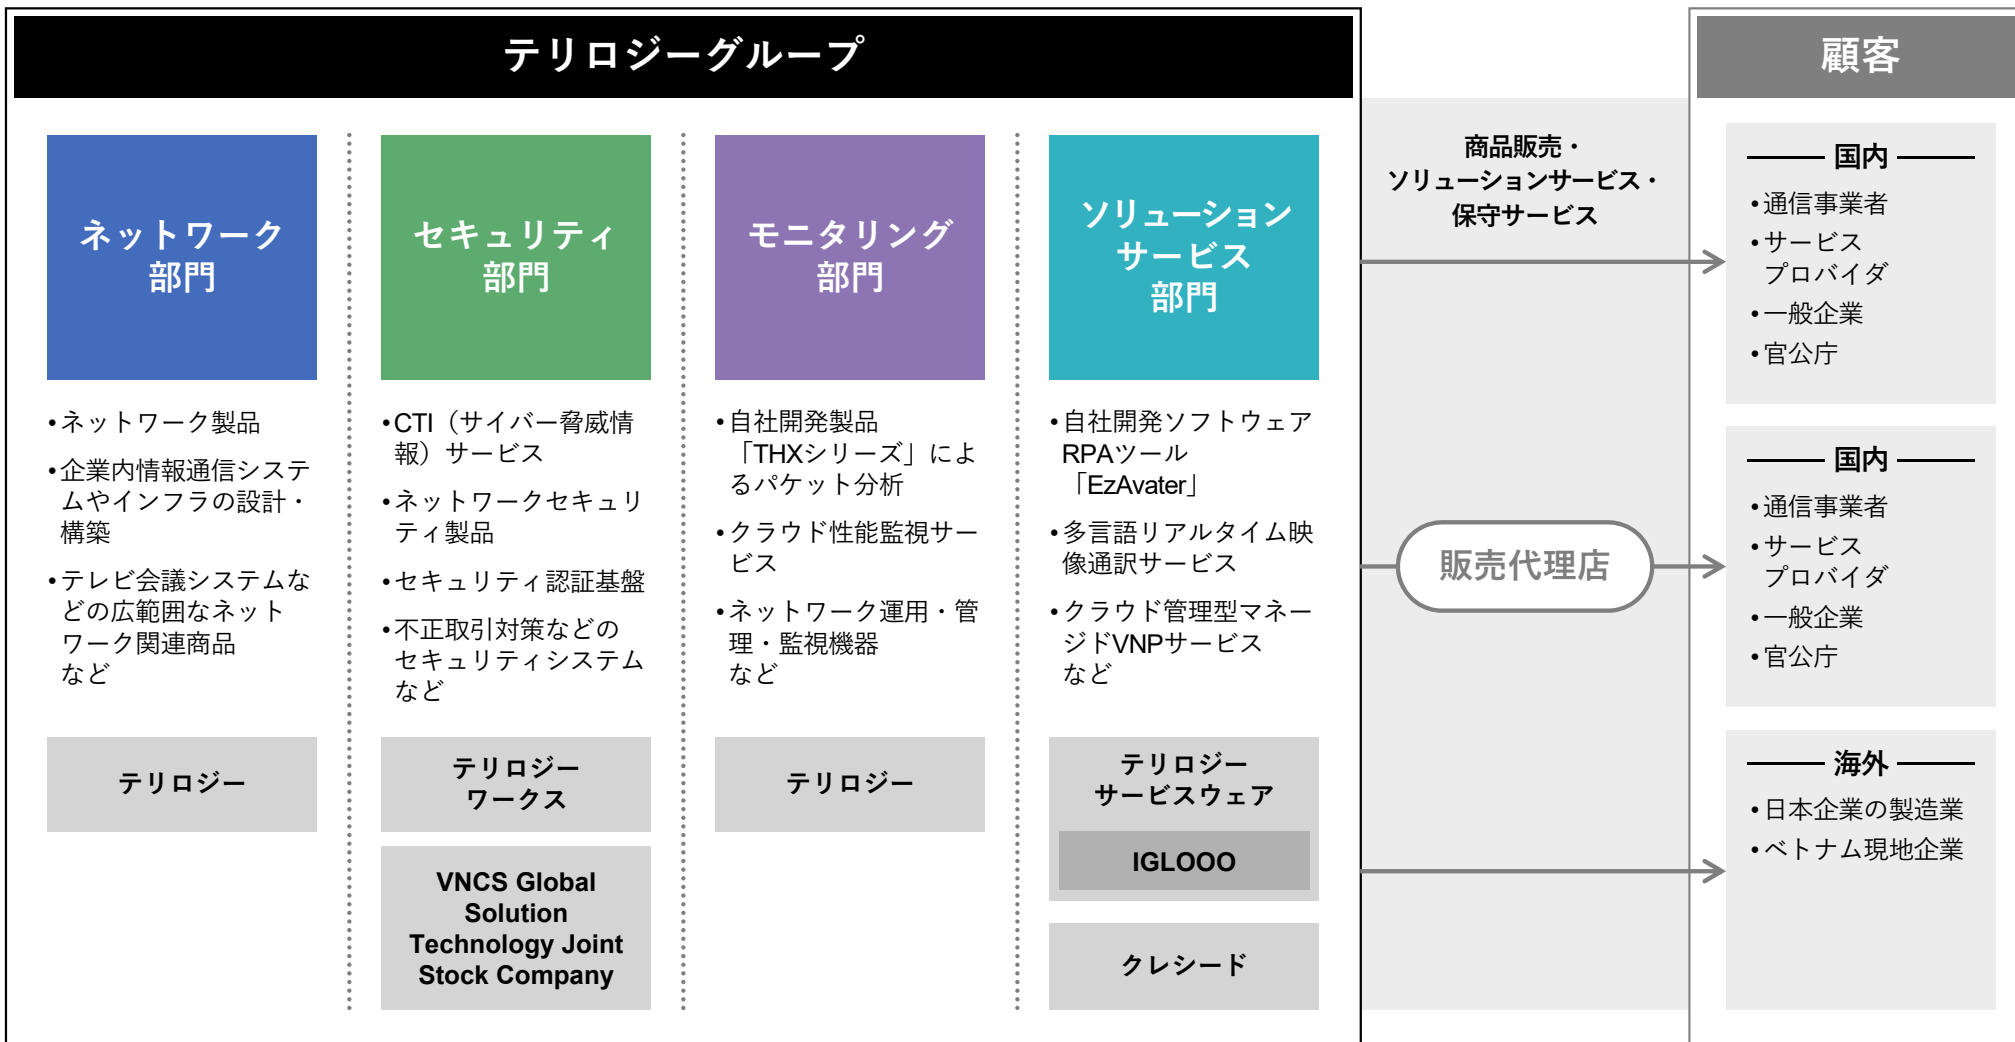 テリロジーグループ
ネットワーク
部門
•ネットワーク製品
•企業内情報通信システ
ムやインフラの設計・
構築
•テレビ会議システムな
どの広範囲なネット
ワーク関連商品
など
テリロジー
セキュリティ
部門
•CTI（サイバー脅威情
報）サービス
•ネットワークセキュリ
ティ製品
•セキュリティ認証基盤
•不正取引対策などの
セキュリティシステム
など
テリロジー
ワークス
VNCS Global
Solution
Technology Joint
Stock Company
モニタリング
部門
•自社開発製品
「THXシリーズ」によ
るパケット分析
•クラウド性能監視サー
ビス
•ネットワーク運用・管
理・監視機器
など
テリロジー
ソリューション
サービス
部門
•自社開発ソフトウェア
RPAツール
「EzAvater」
•多言語リアルタイム映
像通訳サービス
•クラウド管理型マネー
ジドVNPサービス
など
テリロジー
サービスウェア
IGLOOO
クレシード
商品販売・
ソリューションサービス・
保守サービス
販売代理店
顧客
国内
•通信事業者
•サービス
プロバイダ
•一般企業
•官公庁
国内
•通信事業者
•サービス
プロバイダ
•一般企業
•官公庁
海外
•日本企業の製造業
•ベトナム現地企業